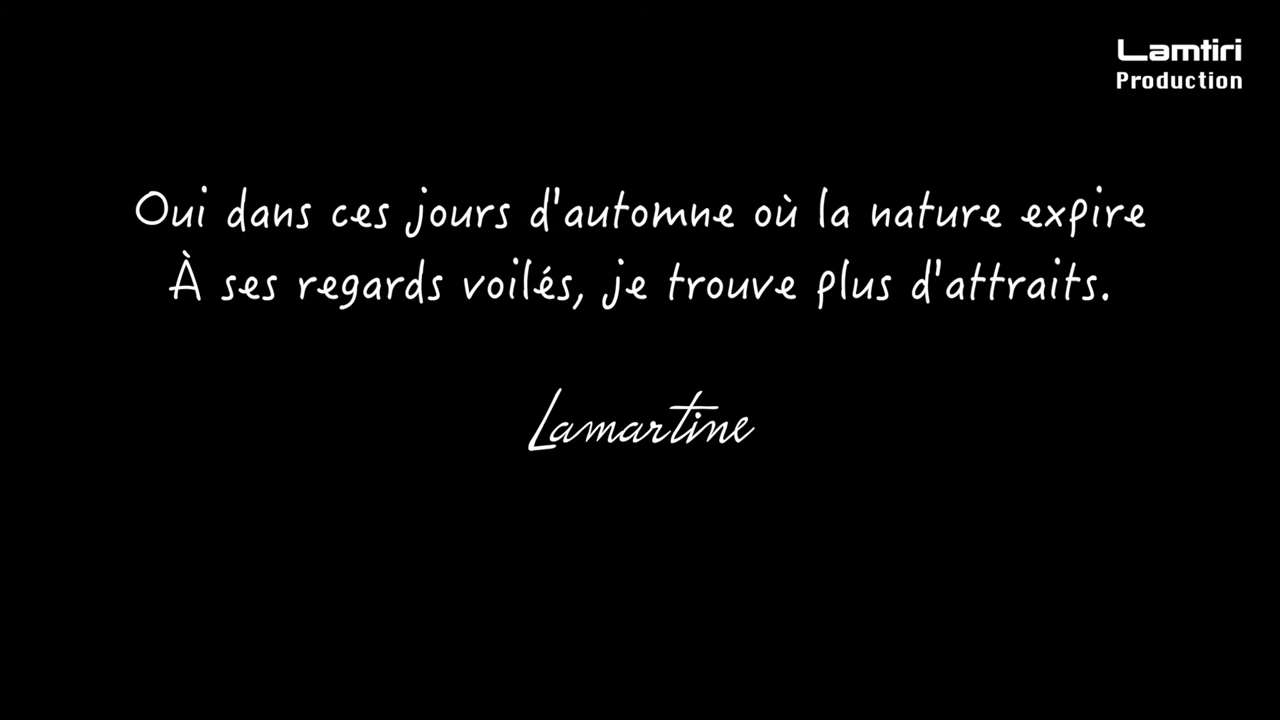 Lamtiri
Production
Oui dans ces jours d'automne où la nature expire
À ses regards voilés, je trouve plus d'attraits.
Lamartine